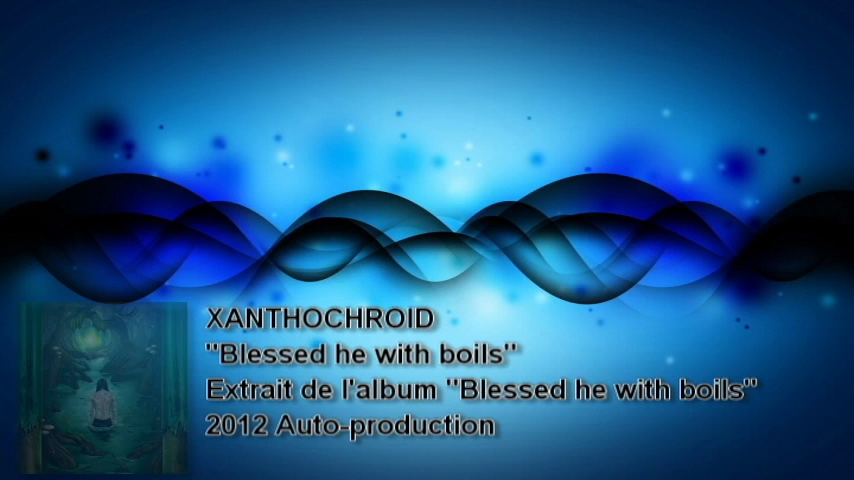 XANTHOCHROID
"Blessed he with boils"
Extrait de l'album "Blessed he with boils"
2012 Auto-production